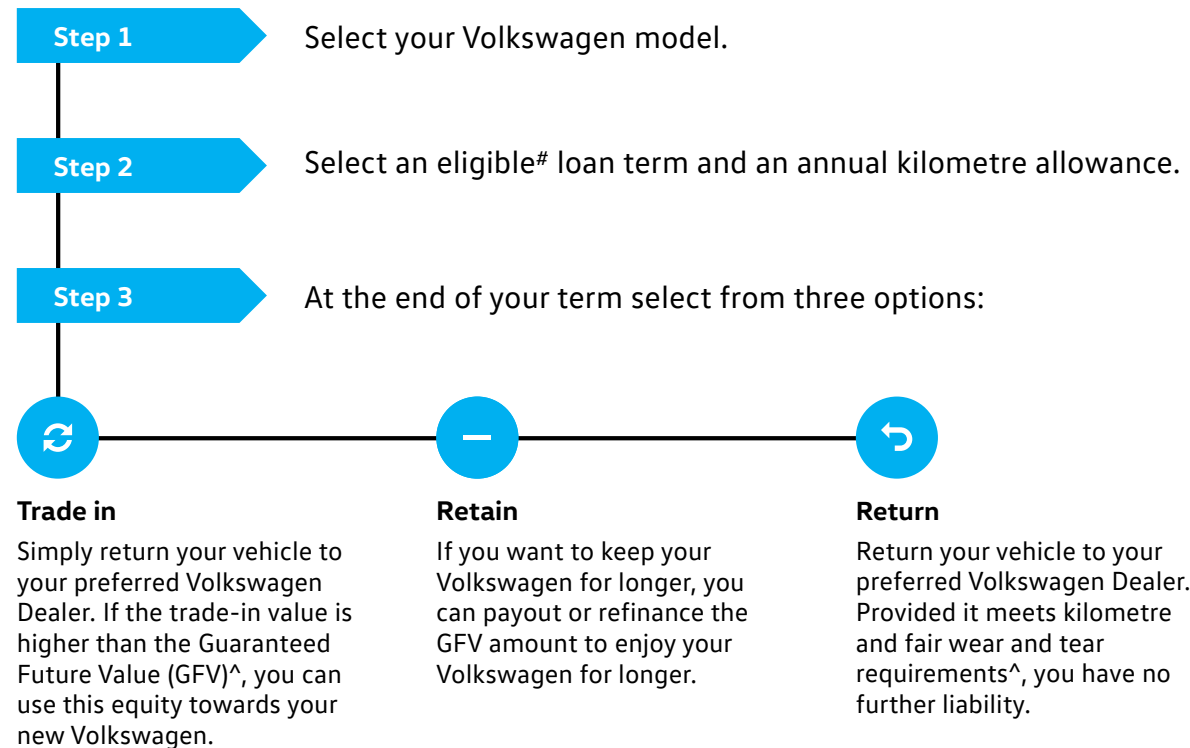 Step 1
Select your Volkswagen model.
Step 2
Select an eligible# loan term and an annual kilometre allowance.
Step 3
At the end of your term select from three options:
Trade in
Simply return your vehicle to
your preferred Volkswagen
Dealer. If the trade-in value is
higher than the Guaranteed
Future Value (GFV)^, you can
use this equity towards your
new Volkswagen.
Retain
If you want to keep your
Volkswagen for longer, you
can payout or refinance the
GFV amount to enjoy your
Volkswagen for longer.
Return
Return your vehicle to your
preferred Volkswagen Dealer.
Provided it meets kilometre
and fair wear and tear
requirements^, you have no
further liability.